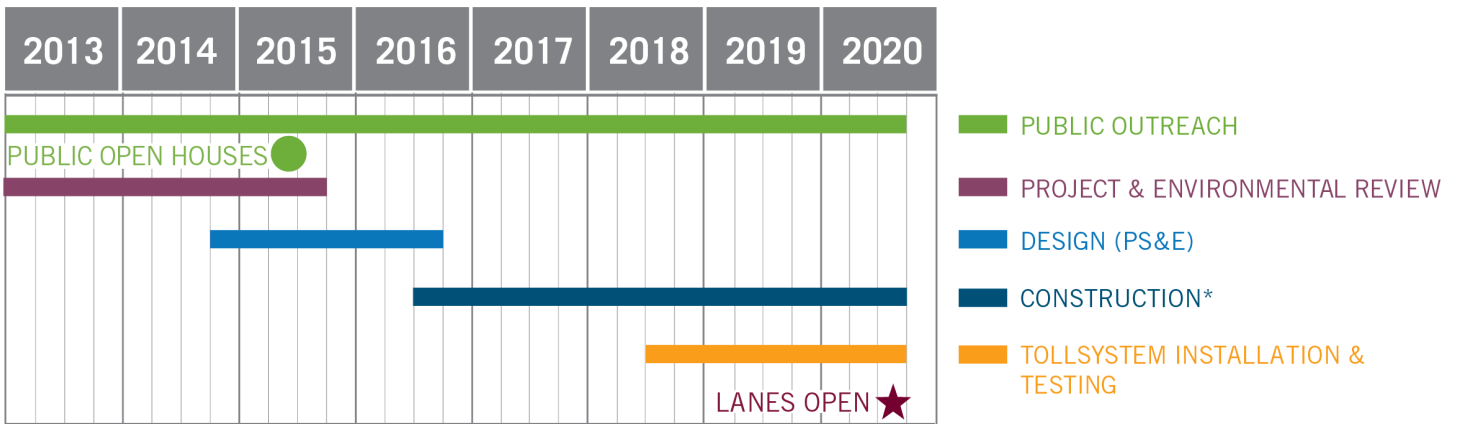 2013 2014 2015 2016 2017 2018 2019 2020
PUBLIC OUTREACH
PUBLIC OPEN HOUSES
PROJECT & ENVIRONMENTAL REVIEW
DESIGN (PS&E)
CONSTRUCTION*
TOLLSYSTEM INSTALLATION &
TESTING
LANES OPEN